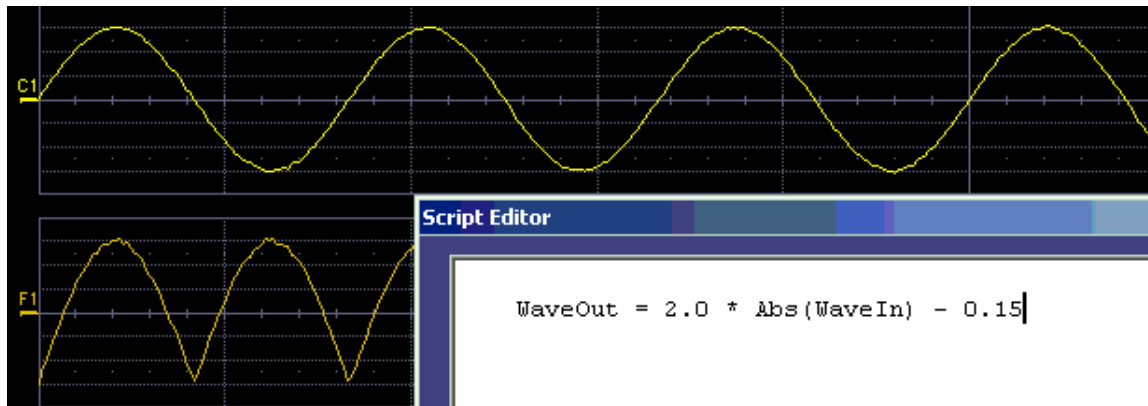 C1
Script Editor
F1
WaveOut = 2.0 * Abs(WaveIn) - 0.15